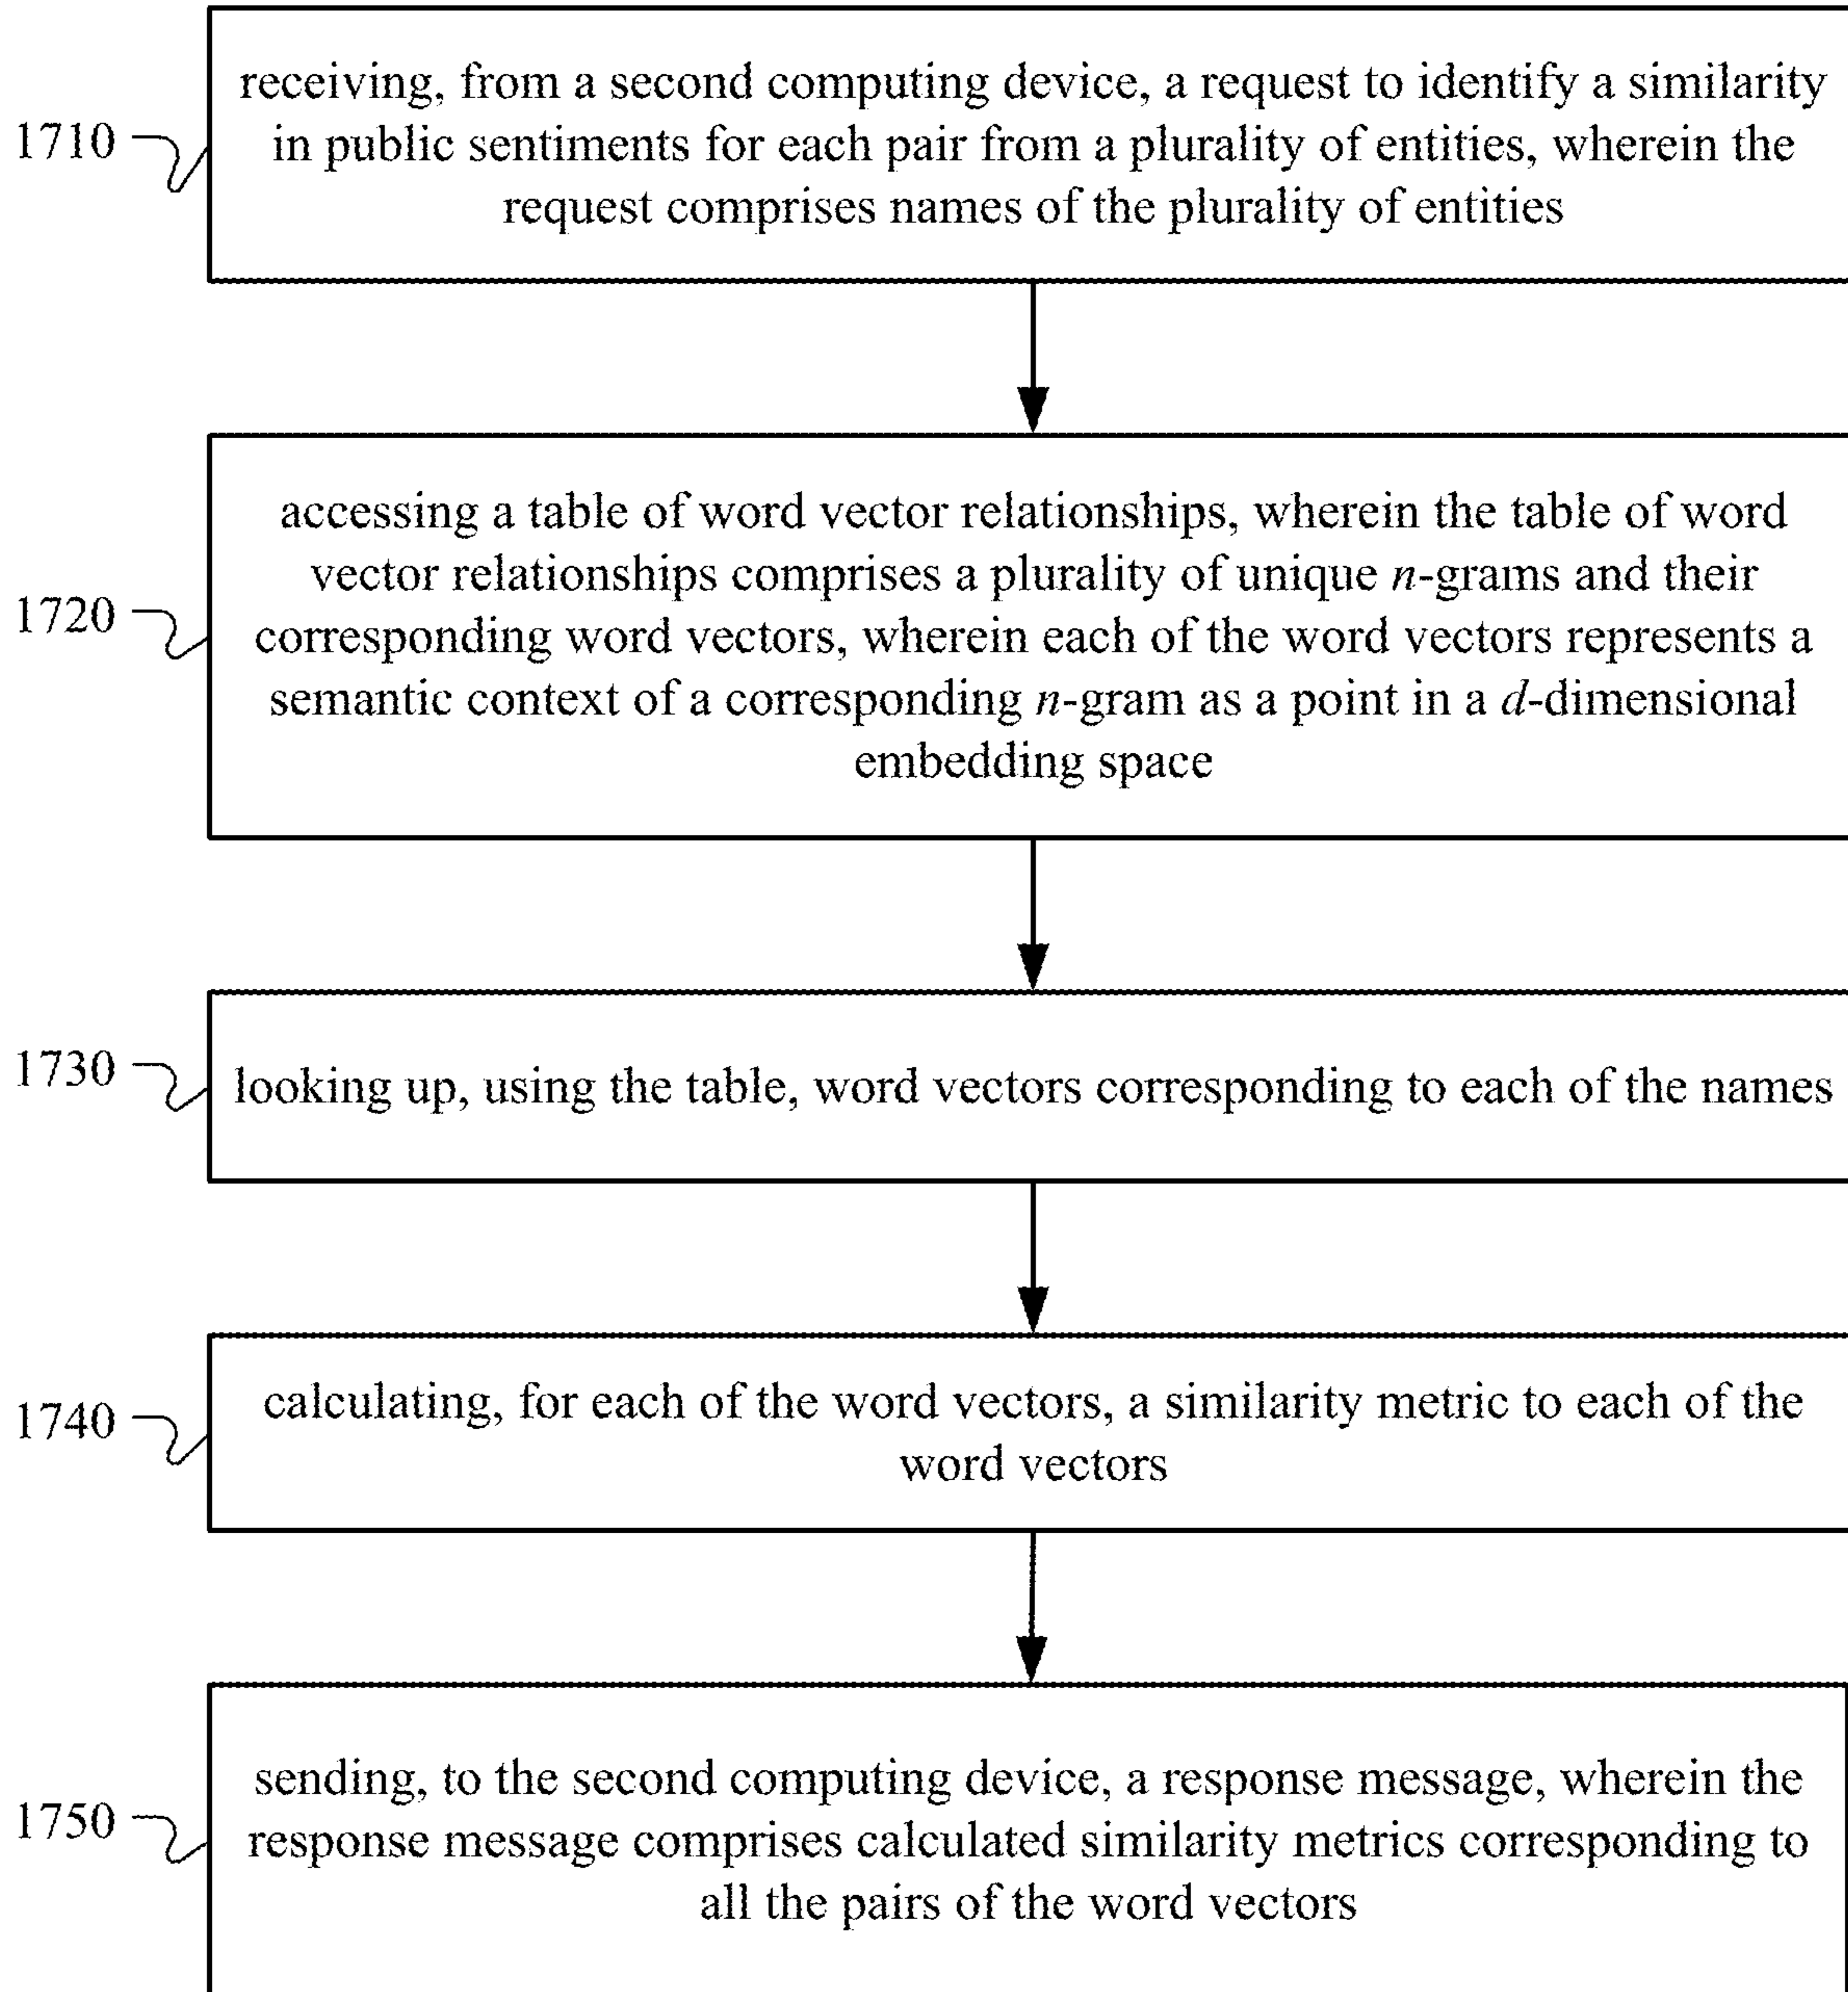 1710
receiving, from a second computing device, a request to identify a similarity
in public sentiments for each pair from a plurality of entities, wherein the
request comprises names of the plurality of entities
1720
accessing a table of word vector relationships, wherein the table of word
vector relationships comprises a plurality of unique n-grams and their
corresponding word vectors, wherein each of the word vectors represents a
semantic context of a corresponding n-gram as a point in a d-dimensional
embedding space
1730
looking up, using the table, word vectors corresponding to each of the names
1740
calculating, for each of the word vectors, a similarity metric to each of the
word vectors
1750
sending, to the second computing device, a response message, wherein the
response message comprises calculated similarity metrics corresponding to
all the pairs of the word vectors